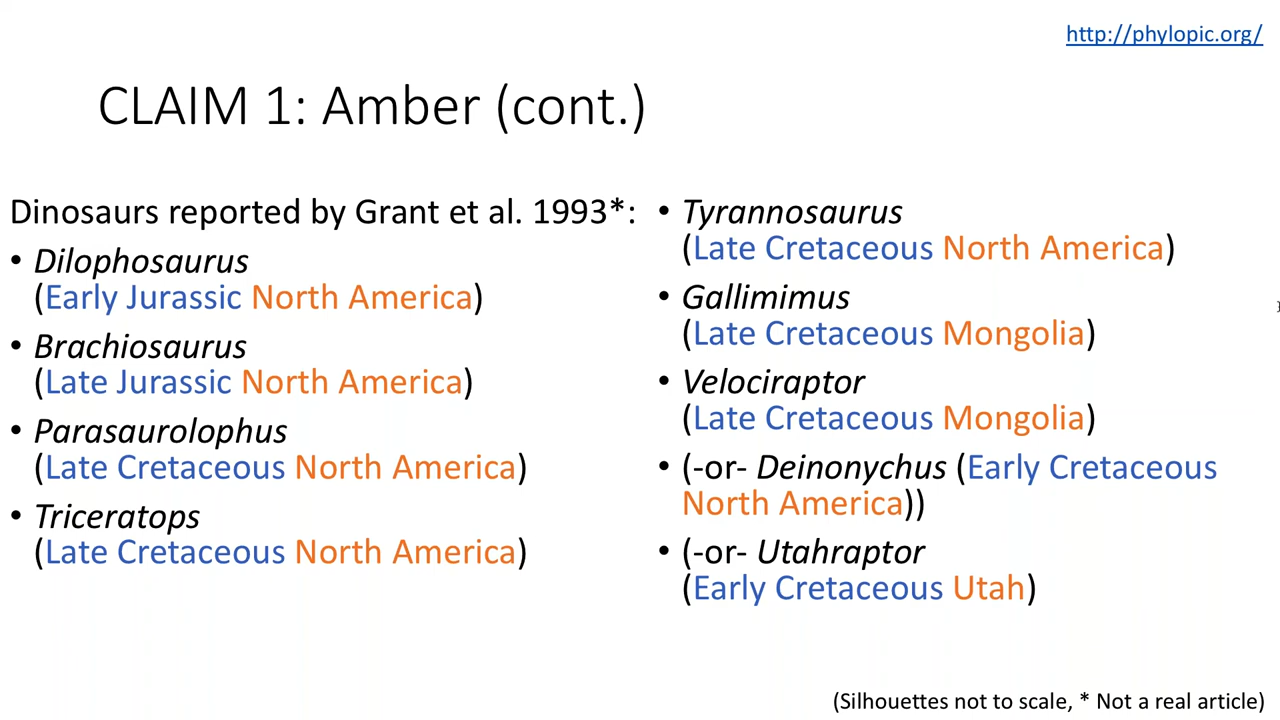 http://phylopic.org/
CLAIM 1: Amber (cont.)
Dinosaurs reported by Grant et al. 1993*:
• Dilophosaurus
(Early Jurassic North America)
• Brachiosaurus
(Late Jurassic North America)
• Parasaurolophus
(Late Cretaceous North America)
• Triceratops
(Late Cretaceous North America)
• Tyrannosaurus
(Late Cretaceous North America)
• Gallimimus
(Late Cretaceous Mongolia)
• Velociraptor
(Late Cretaceous Mongolia)
• (-or- Deinonychus (Early Cretaceous
North America))
• (-or- Utahraptor
(Early Cretaceous Utah)
(Silhouettes not to scale, * Not a real article)